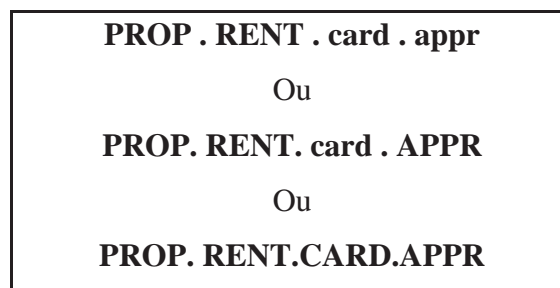 PROP . RENT . card . appr
Ou
PROP. RENT. card . APPR
Ou
PROP. RENT.CARD.APPR